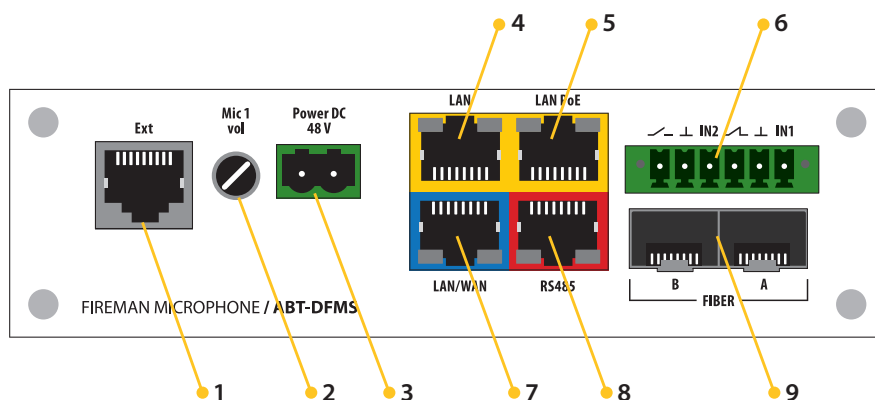 4 5 6
LAN LAN PoE
Mic 1
vol
Power DC
48 V
Ext
IN2 IN1
LAN/WAN RS485
B A
FIBER
FIREMAN MICROPHONE / ABT-DFMS
1 2 3 7 8 9